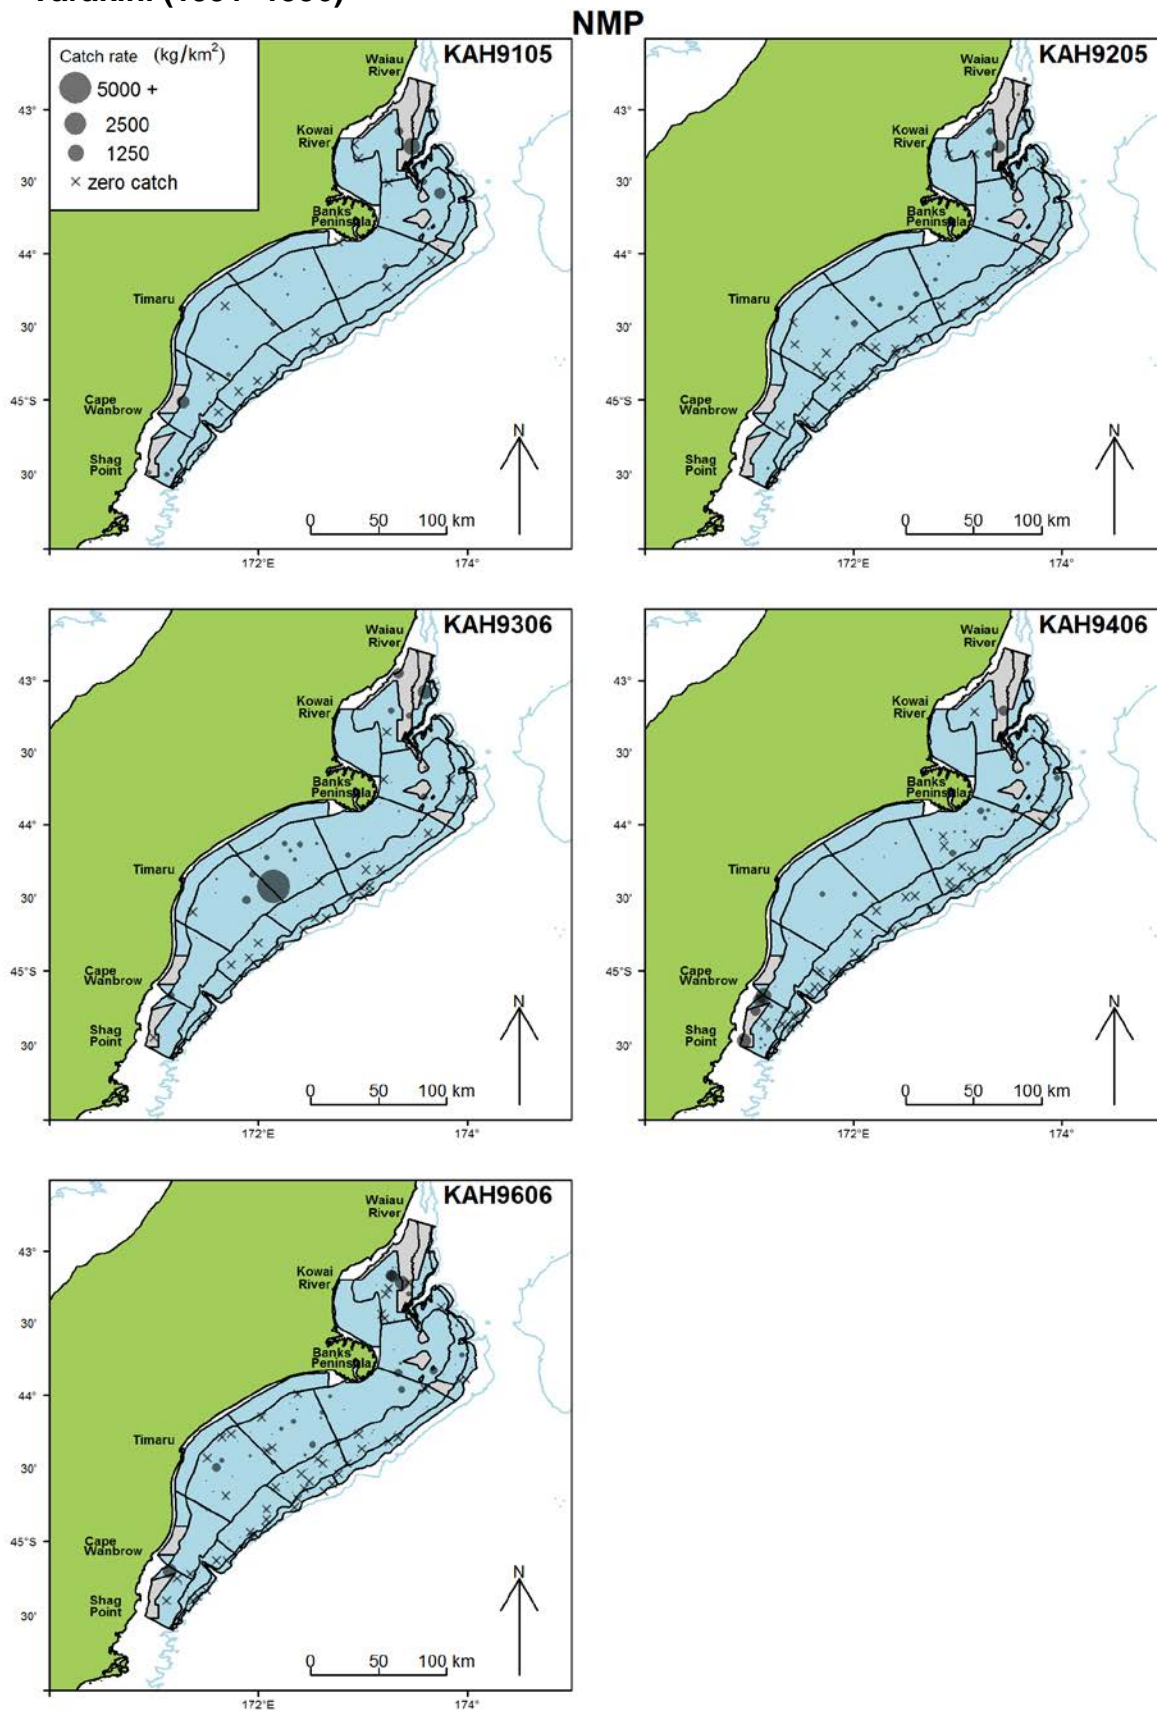 NMP
Catch rate (kg/km²)
5000 +
2500
1250
× zero catch
KAH9105
Waiau
River
Kowai
River
Banks
Peninsula
Timaru
Cape
Wanbrow
Shag
Point
43°
30'
44°
30'
45°S
30'
N
0 50 100 km
172°E 174°
KAH9205
Waiau
River
Kowai
River
Banks
Peninsula
Timaru
Cape
Wanbrow
Shag
Point
43°
30'
44°
30'
45°S
30'
N
0 50 100 km
172°E 174°
KAH9306
Waiau
River
Kowai
River
Banks
Peninsula
Timaru
Cape
Wanbrow
Shag
Point
43°
30'
44°
30'
45°S
30'
N
0 50 100 km
172°E 174°
KAH9406
Waiau
River
Kowai
River
Banks
Peninsula
Timaru
Cape
Wanbrow
Shag
Point
43°
30'
44°
30'
45°S
30'
N
0 50 100 km
172°E 174°
KAH9606
Waiau
River
Kowai
River
Banks
Peninsula
Timaru
Cape
Wanbrow
Shag
Point
43°
30'
44°
30'
45°S
30'
N
0 50 100 km
172°E 174°